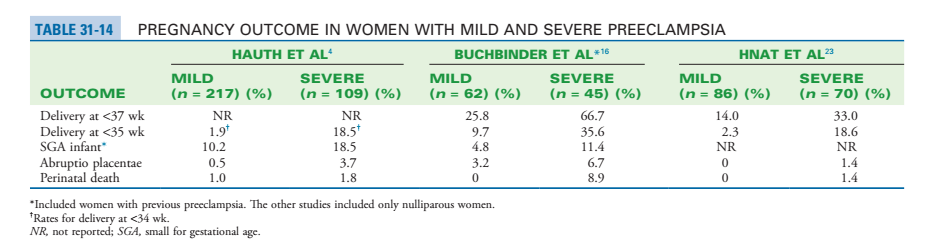 TABLE 31-14 PREGNANCY OUTCOME IN WOMEN WITH MILD AND SEVERE PREECLAMPSIA
HAUTH ET AL4 BUCHBINDER ET AL*16 HNAT ET AL23
MILD SEVERE MILD SEVERE MILD SEVERE
OUTCOME (n = 217) (%) (n = 109) (%) (n = 62) (%) (n = 45) (%) (n = 86) (%) (n = 70) (%)
Delivery at <37 wk NR NR 25.8 66.7 14.0 33.0
Delivery at <35 wk 1.9† 18.5† 9.7 35.6 2.3 18.6
SGA infant* 10.2 18.5 4.8 11.4 NR NR
Abruptio placentae 0.5 3.7 3.2 6.7 0 1.4
Perinatal death 1.0 1.8 0 8.9 0 1.4
*Included women with previous preeclampsia. The other studies included only nulliparous women.
†Rates for delivery at <34 wk.
NR, not reported; SGA, small for gestational age.